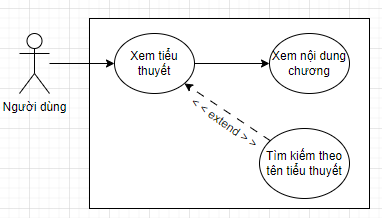 Xem tiểu
thuyết
Xem nội dung
chương
Người dùng
< < extend > >
Tìm kiếm theo
tên tiểu thuyết